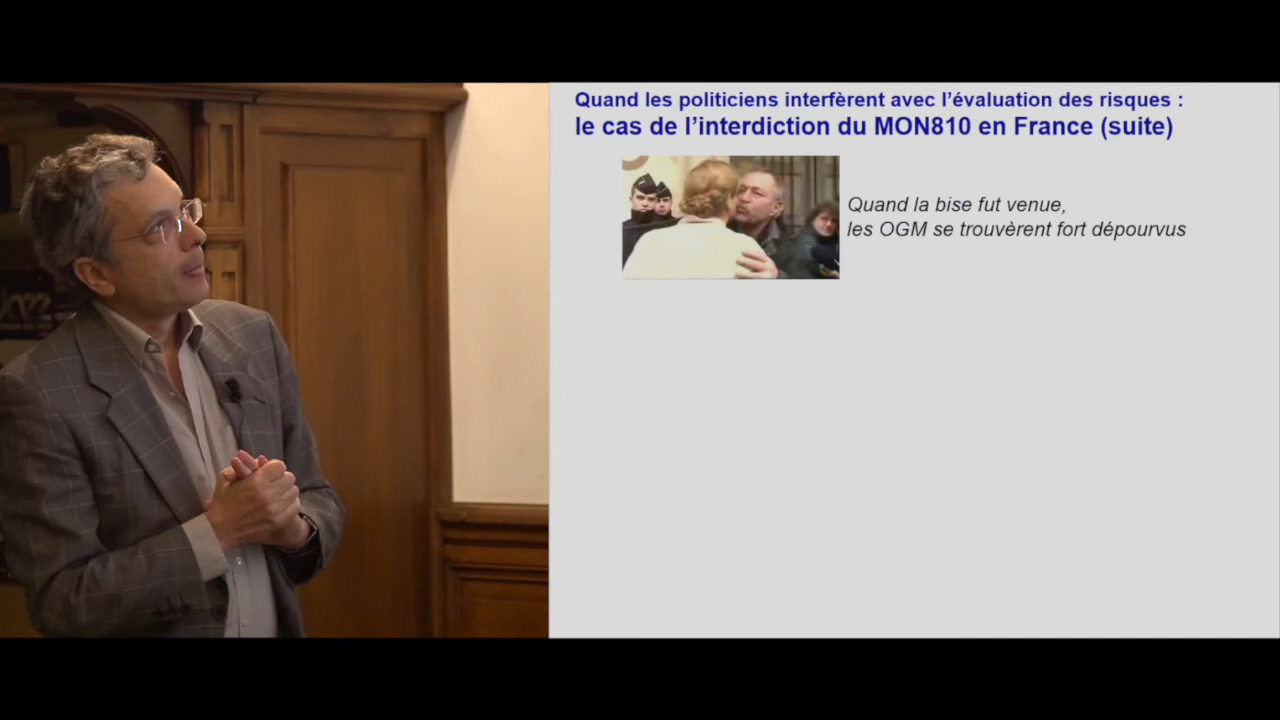 Quand les politiciens interfèrent avec l’évaluation des risques :
le cas de l’interdiction du MON810 en France (suite)
Quand la bise fut venue,
les OGM se trouvèrent fort dépourvus
Jazz